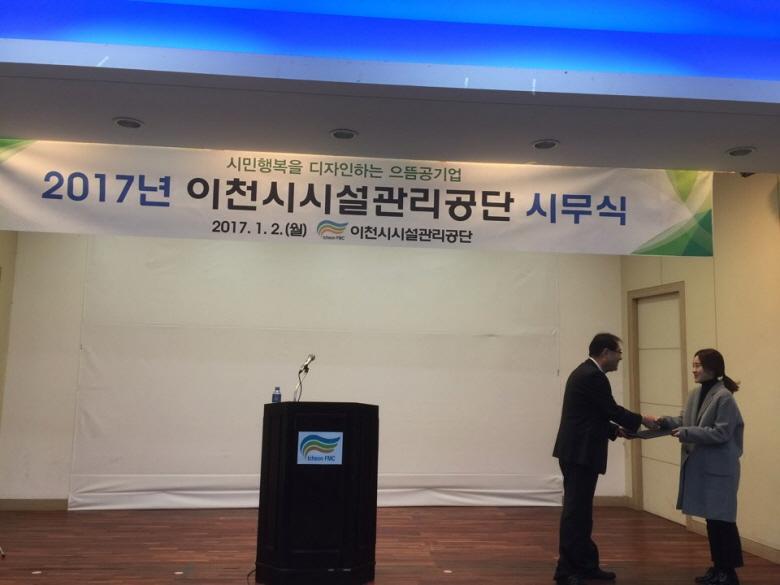 시민행복을 디자인하는 으뜸공기업
2017년 이천시시설관리공단 시무식
2017. 1. 2.(월) Icheon FMC 이천시시설관리공단
Icheon FMC